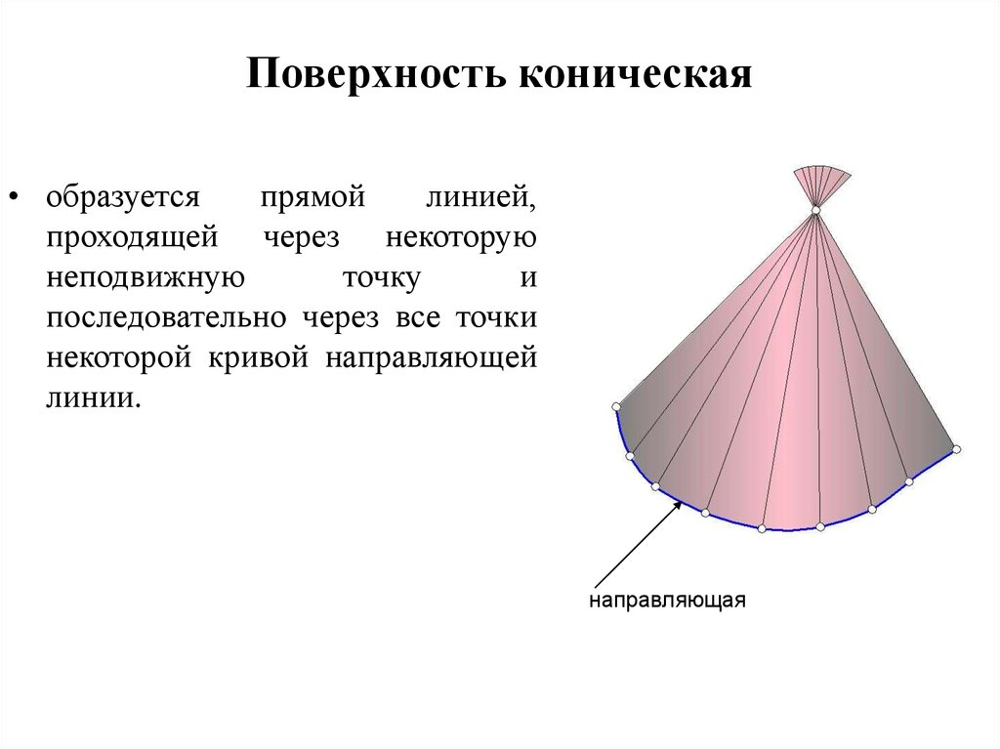 Поверхность коническая
• образуется прямой линией,
проходящей через некоторую
неподвижную точку и
последовательно через все точки
некоторой кривой направляющей
линии.
направляющая